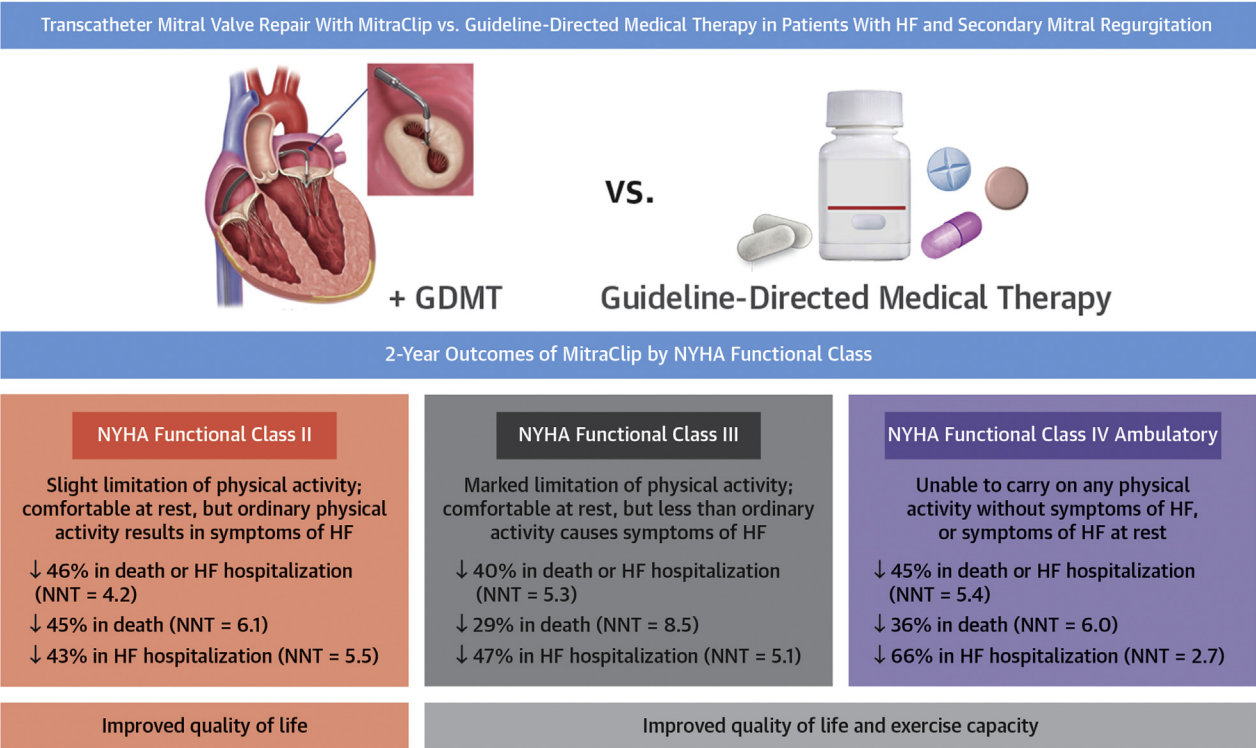 Transcatheter Mitral Valve Repair With MitraClip vs. Guideline-Directed Medical Therapy in Patients With HF and Secondary Mitral Regurgitation
vs.
+ GDMT
Guideline-Directed Medical Therapy
2-Year Outcomes of MitraClip by NYHA Functional Class
NYHA Functional Class II
Slight limitation of physical activity;
comfortable at rest, but ordinary physical
activity results in symptoms of HF
↓ 46% in death or HF hospitalization
(NNT = 4.2)
↓ 45% in death (NNT = 6.1)
↓ 43% in HF hospitalization (NNT = 5.5)
Improved quality of life
NYHA Functional Class III
Marked limitation of physical activity;
comfortable at rest, but less than ordinary
activity causes symptoms of HF
↓ 40% in death or HF hospitalization
(NNT = 5.3)
↓ 29% in death (NNT = 8.5)
↓ 47% in HF hospitalization (NNT = 5.1)
NYHA Functional Class IV Ambulatory
Unable to carry on any physical
activity without symptoms of HF,
or symptoms of HF at rest
↓ 45% in death or HF hospitalization
(NNT = 5.4)
↓ 36% in death (NNT = 6.0)
↓ 66% in HF hospitalization (NNT = 2.7)
Improved quality of life and exercise capacity